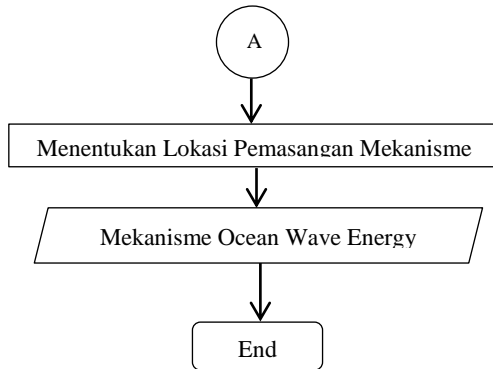 A
Menentukan Lokasi Pemasangan Mekanisme
Mekanisme Ocean Wave Energy
End